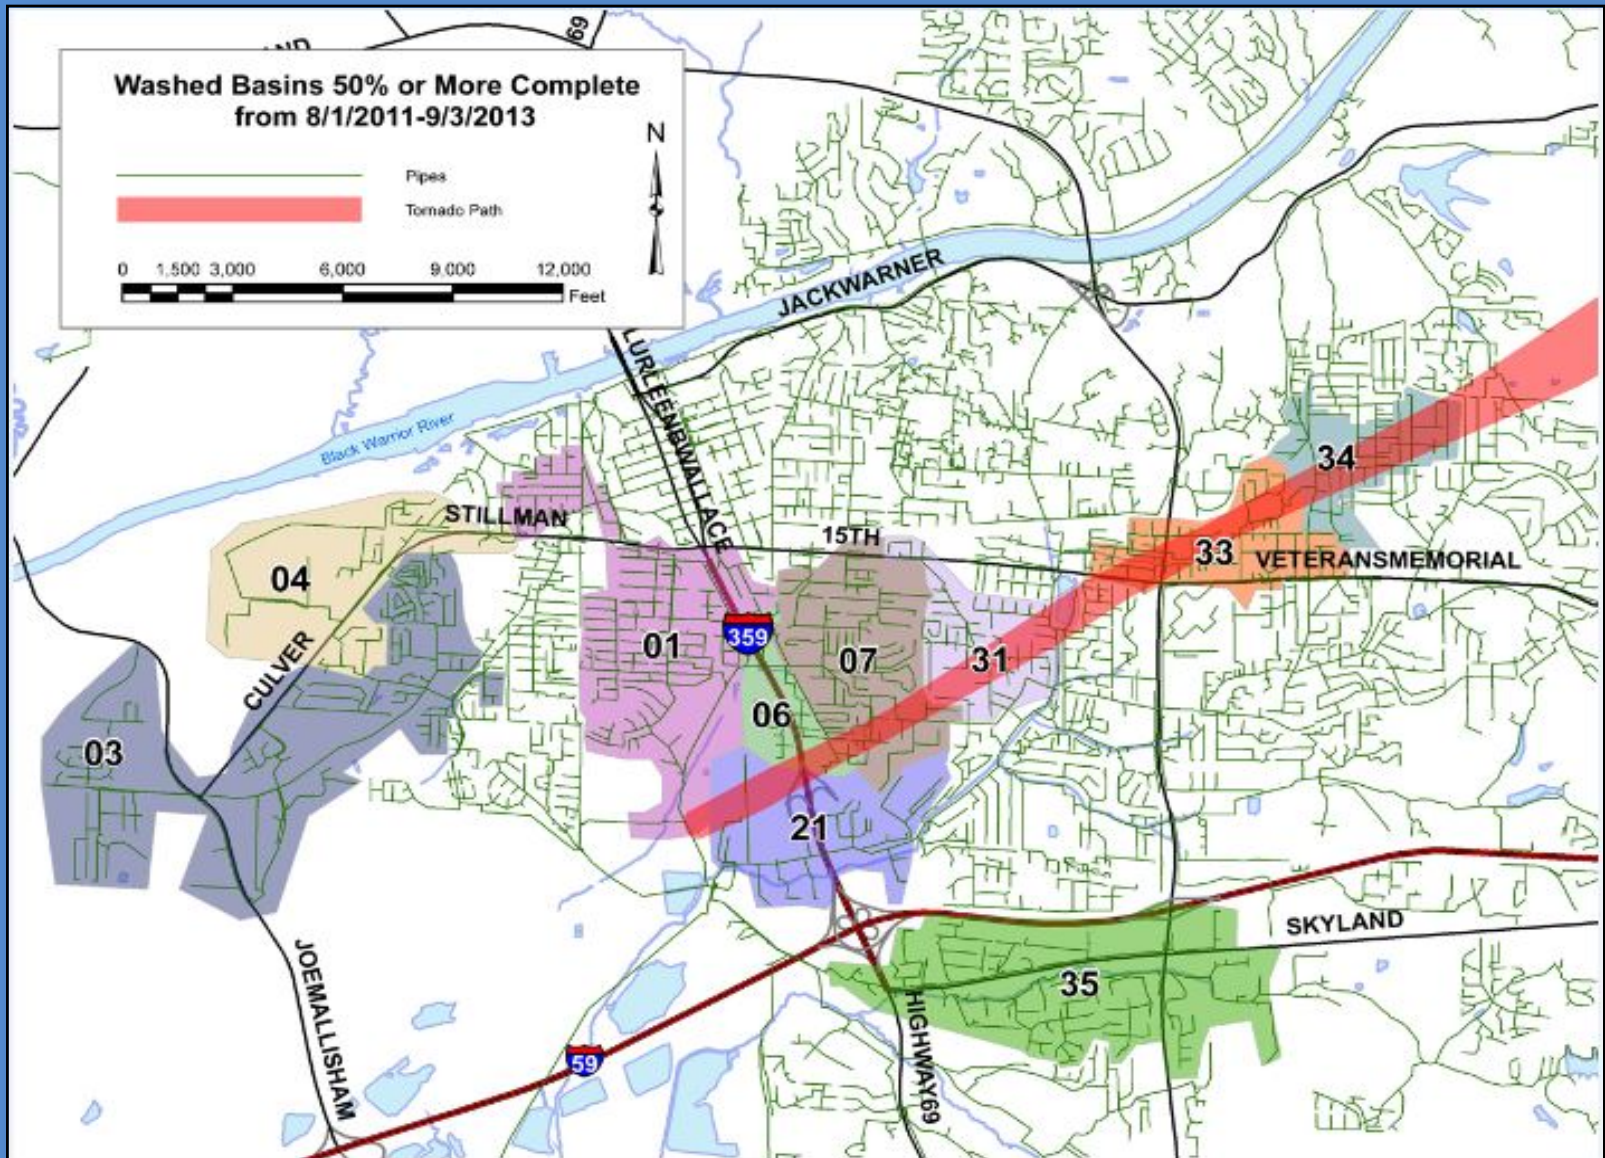 69
Washed Basins 50% or More Complete
from 8/1/2011-9/3/2013
N
Pipes
Tornado Path
0 1,500 3,000 6,000 9,000 12,000
Feet
JACKWARNER
LURLEENBWALLACE
Black Warrior River
34
STILLMAN
15TH
33
VETERANSMEMORIAL
04
359
01
07
31
CULVER
06
03
21
SKYLAND
35
JOEMALLISHAM
HIGHWAY69
59